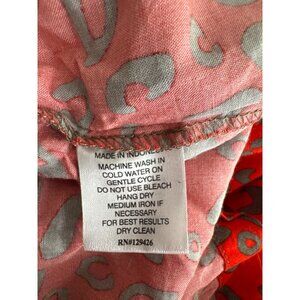 MADE IN INDONESIA
MACHINE WASH IN
COLD WATER ON
GENTLE CYCLE
DO NOT USE BLEACH
HANG DRY
MEDIUM IRON IF
NECESSARY
FOR BEST RESULTS
DRY CLEAN
RN#129426